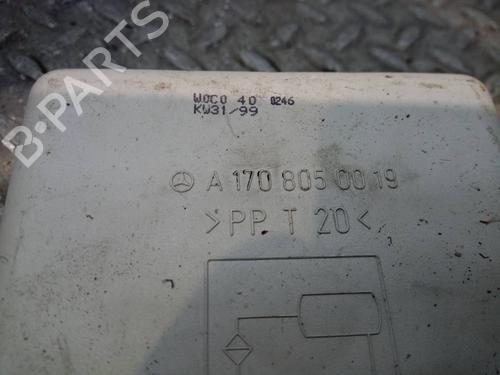 WOCO 40 0246
KW31/99
A 170 805 00 19
>PP T 20<
B PARTS